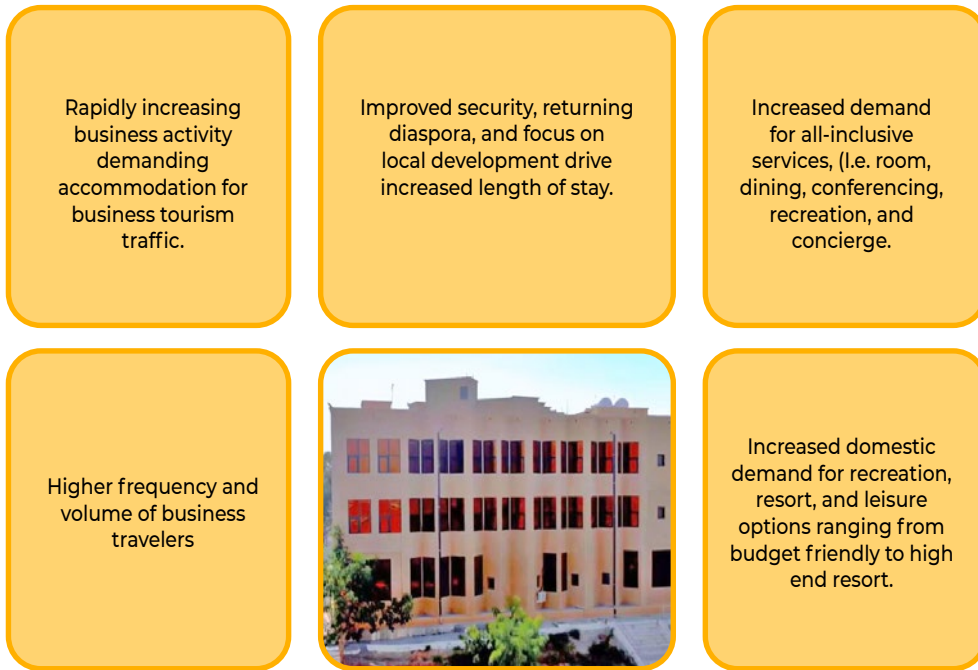 Rapidly increasing
business activity
demanding
accommodation for
business tourism
traffic.
Improved security, returning
diaspora, and focus on
local development drive
increased length of stay.
Increased demand
for all-inclusive
services, (I.e. room,
dining, conferencing,
recreation, and
concierge.
Higher frequency and
volume of business
travelers
Increased domestic
demand for recreation,
resort, and leisure
options ranging from
budget friendly to high
end resort.